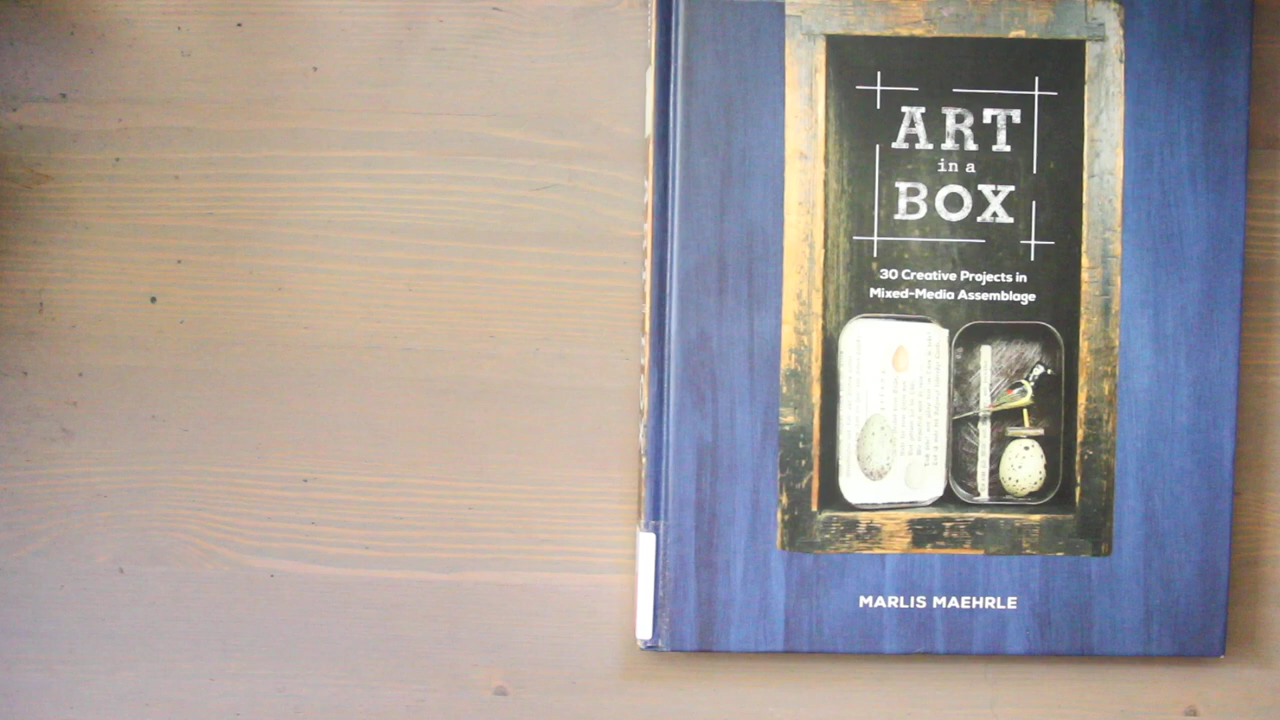 ART
in a
BOX
30 Creative Projects in
Mixed-Media Assemblage
MARLIS MAEHRLE